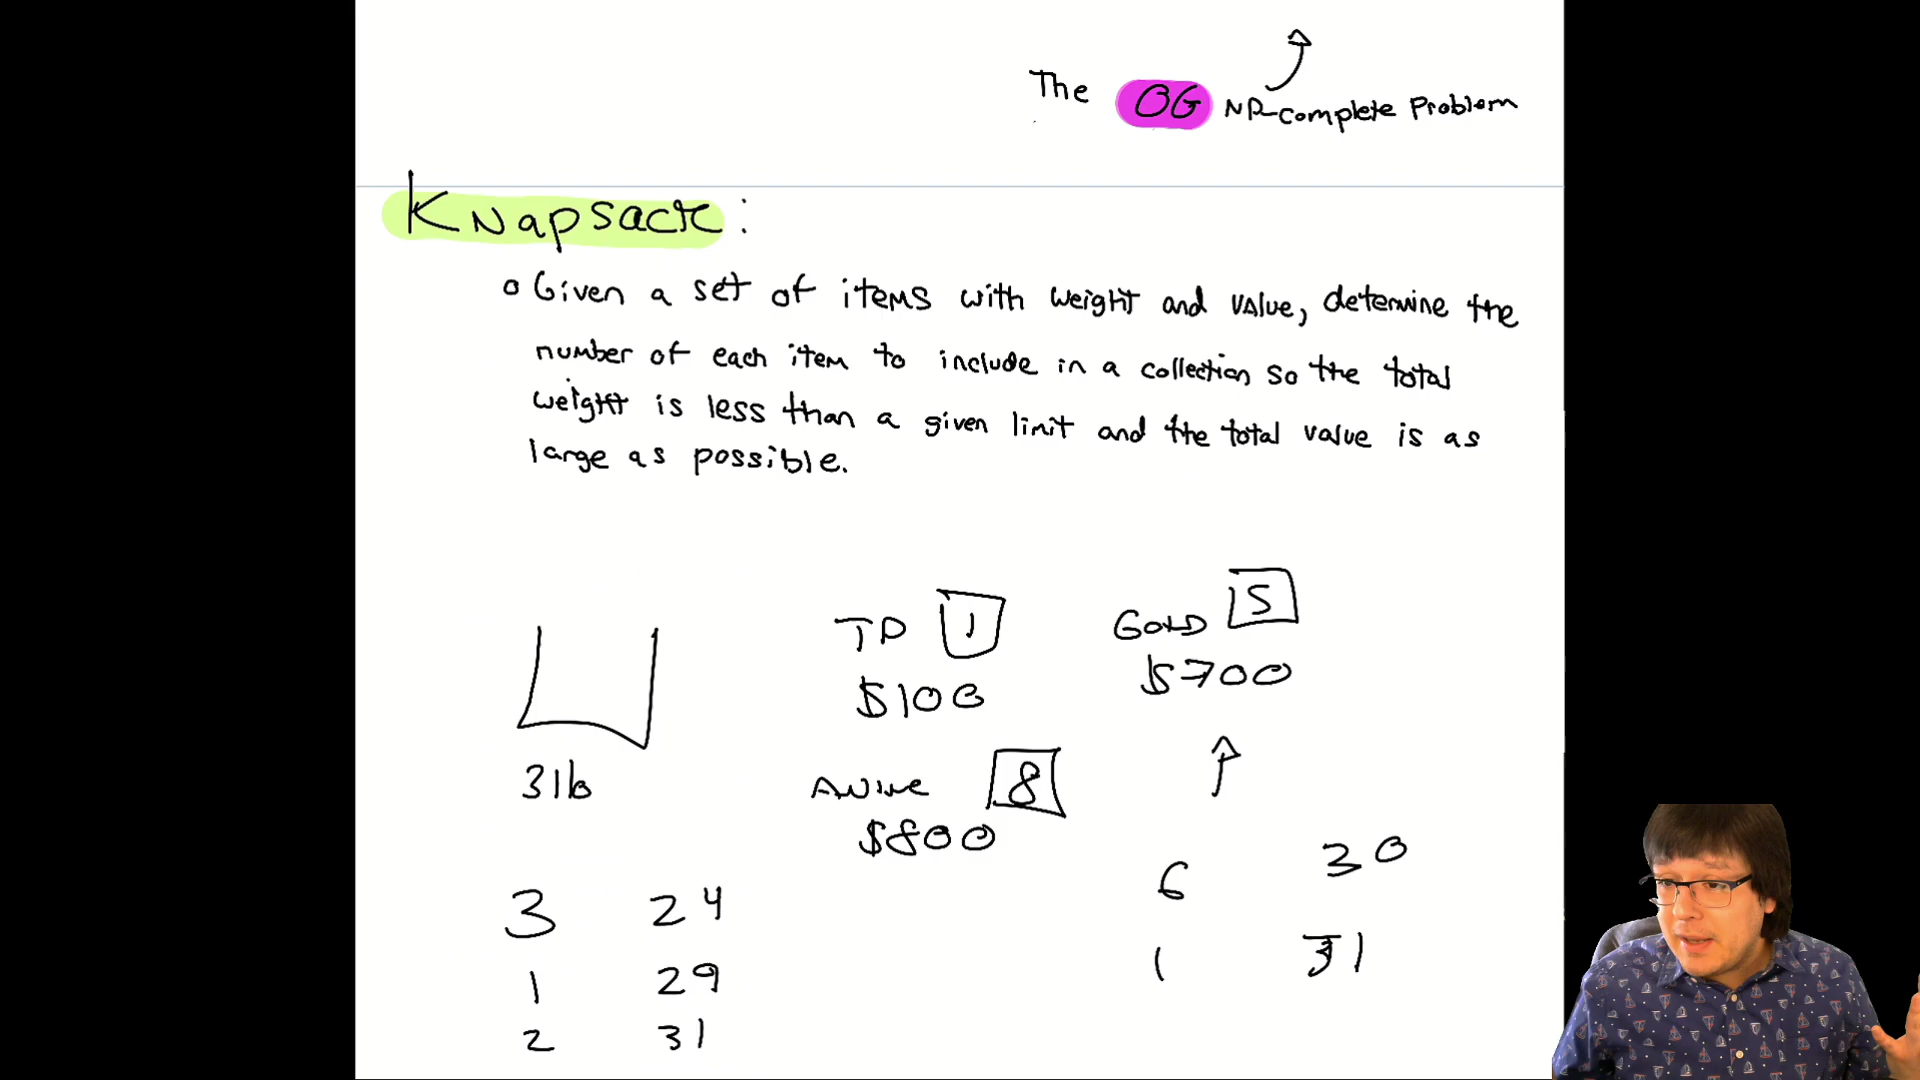 The OG NP-complete Problem
Knapsack:
Given a set of items with weight and value, determine the
number of each item to include in a collection so the total
weight is less than a given limit and the total value is as
large as possible.
TP 1
$100
GOLD 5
$700
31b
ANIME 8
$800
3 24
1 29
2 31
6 30
1 31